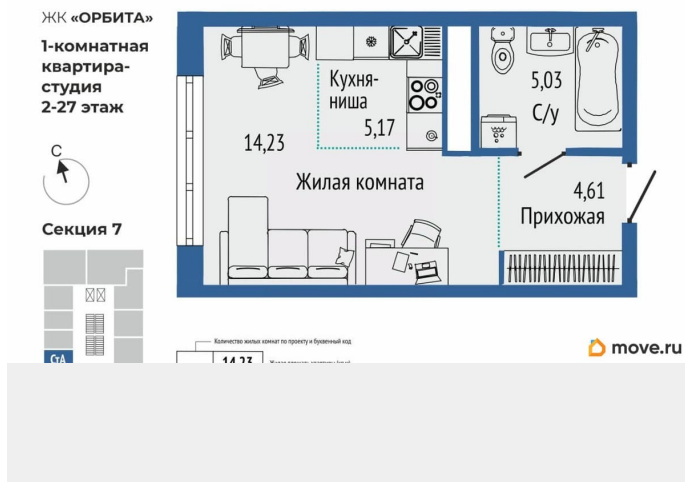 ЖК «ОРБИТА»
1-комнатная
квартира-
студия
2-27 этаж
С
Секция 7
СтА
Кухня-
ниша
5,17
14,23
Жилая комната
5,03
С/у
4,61
Прихожая
Количество жилых комнат по проекту и буквенный код
14,23
move.ru